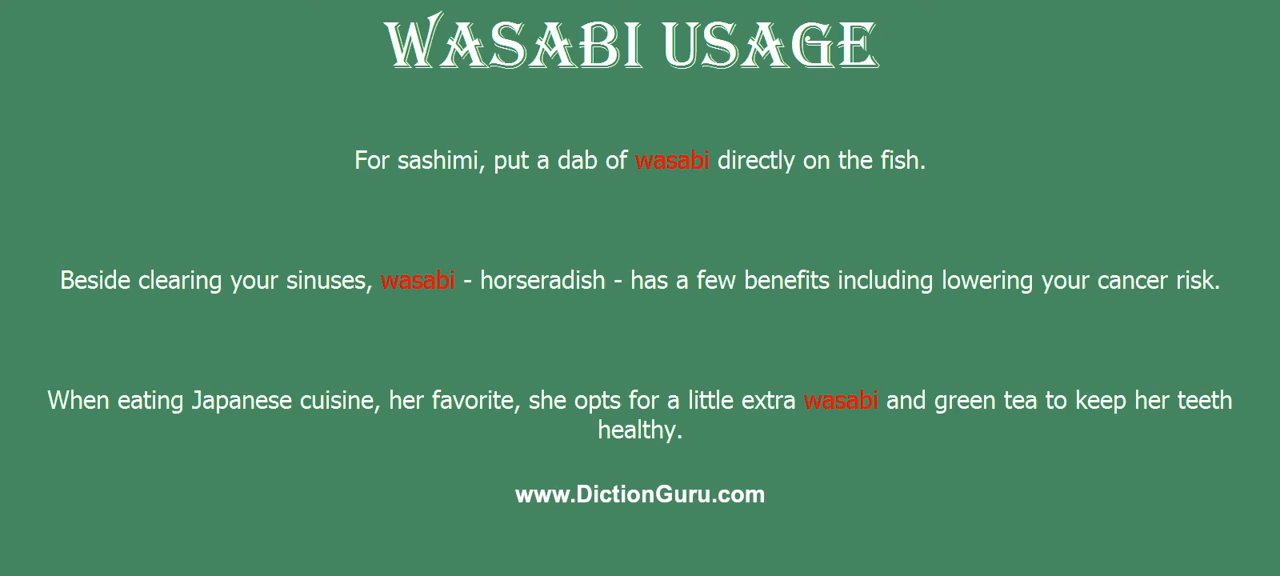 WASABI USAGE
For sashimi, put a dab of wasabi directly on the fish.
Beside clearing your sinuses, wasabi - horseradish - has a few benefits including lowering your cancer risk.
When eating Japanese cuisine, her favorite, she opts for a little extra wasabi and green tea to keep her teeth
healthy.
www.DictionGuru.com